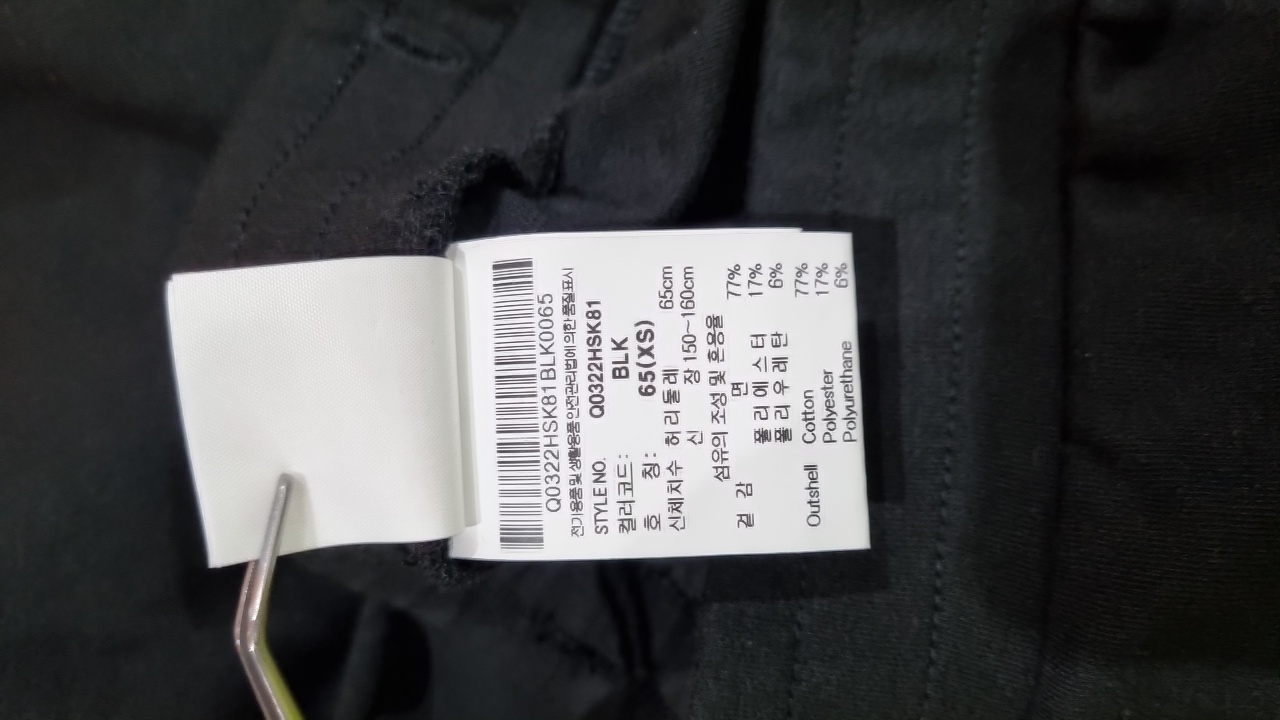 Q0322HSK81BLK0065
전기용품및생활용품안전관리법에의한품질표시
STYLE NO. Q0322HSK81
컬러코드: BLK
호 칭: 65(XS)
신체치수 허리둘레 65cm
신 장 150~160cm
섬유의 조성 및 혼용율
겉 감 면 77%
폴리에스터 17%
폴리우레탄 6%
Outshell Cotton 77%
Polyester 17%
Polyurethane 6%